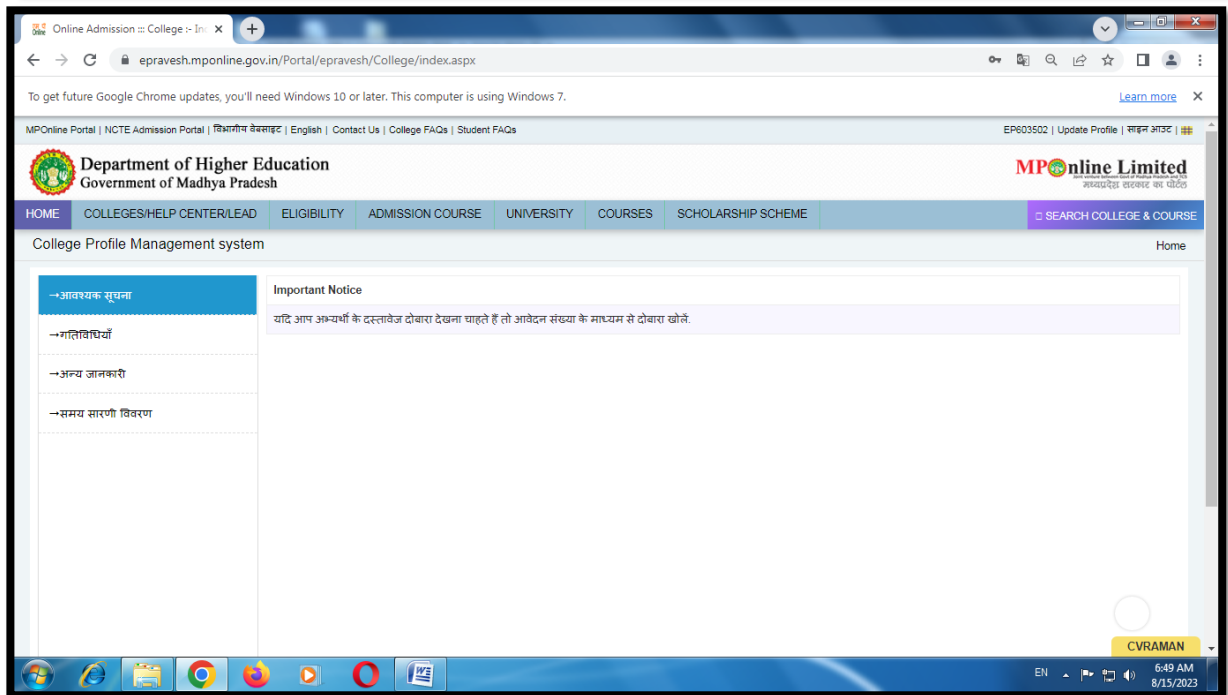 Online Admission ::: College :- In
epravesh.mponline.gov.in/Portal/epravesh/College/index.aspx
To get future Google Chrome updates, you'll need Windows 10 or later. This computer is using Windows 7.
Learn more
MPOnline Portal | NCTE Admission Portal | विभागीय वेबसाइट | English | Contact Us | College FAQs | Student FAQs
EP603502 | Update Profile | साइन आउट |
Department of Higher Education
Government of Madhya Pradesh
MPOnline Limited
मध्यप्रदेश सरकार का पोर्टल
HOME COLLEGES/HELP CENTER/LEAD ELIGIBILITY ADMISSION COURSE UNIVERSITY COURSES SCHOLARSHIP SCHEME
SEARCH COLLEGE & COURSE
College Profile Management system
Home
→आवश्यक सूचना
→गतिविधियाँ
→अन्य जानकारी
→समय सारणी विवरण
Important Notice
यदि आप अभ्यर्थी के दस्तावेज दोबारा देखना चाहते हैं तो आवेदन संख्या के माध्यम से दोबारा खोलें.
CVRAMAN
EN
6:49 AM
8/15/2023